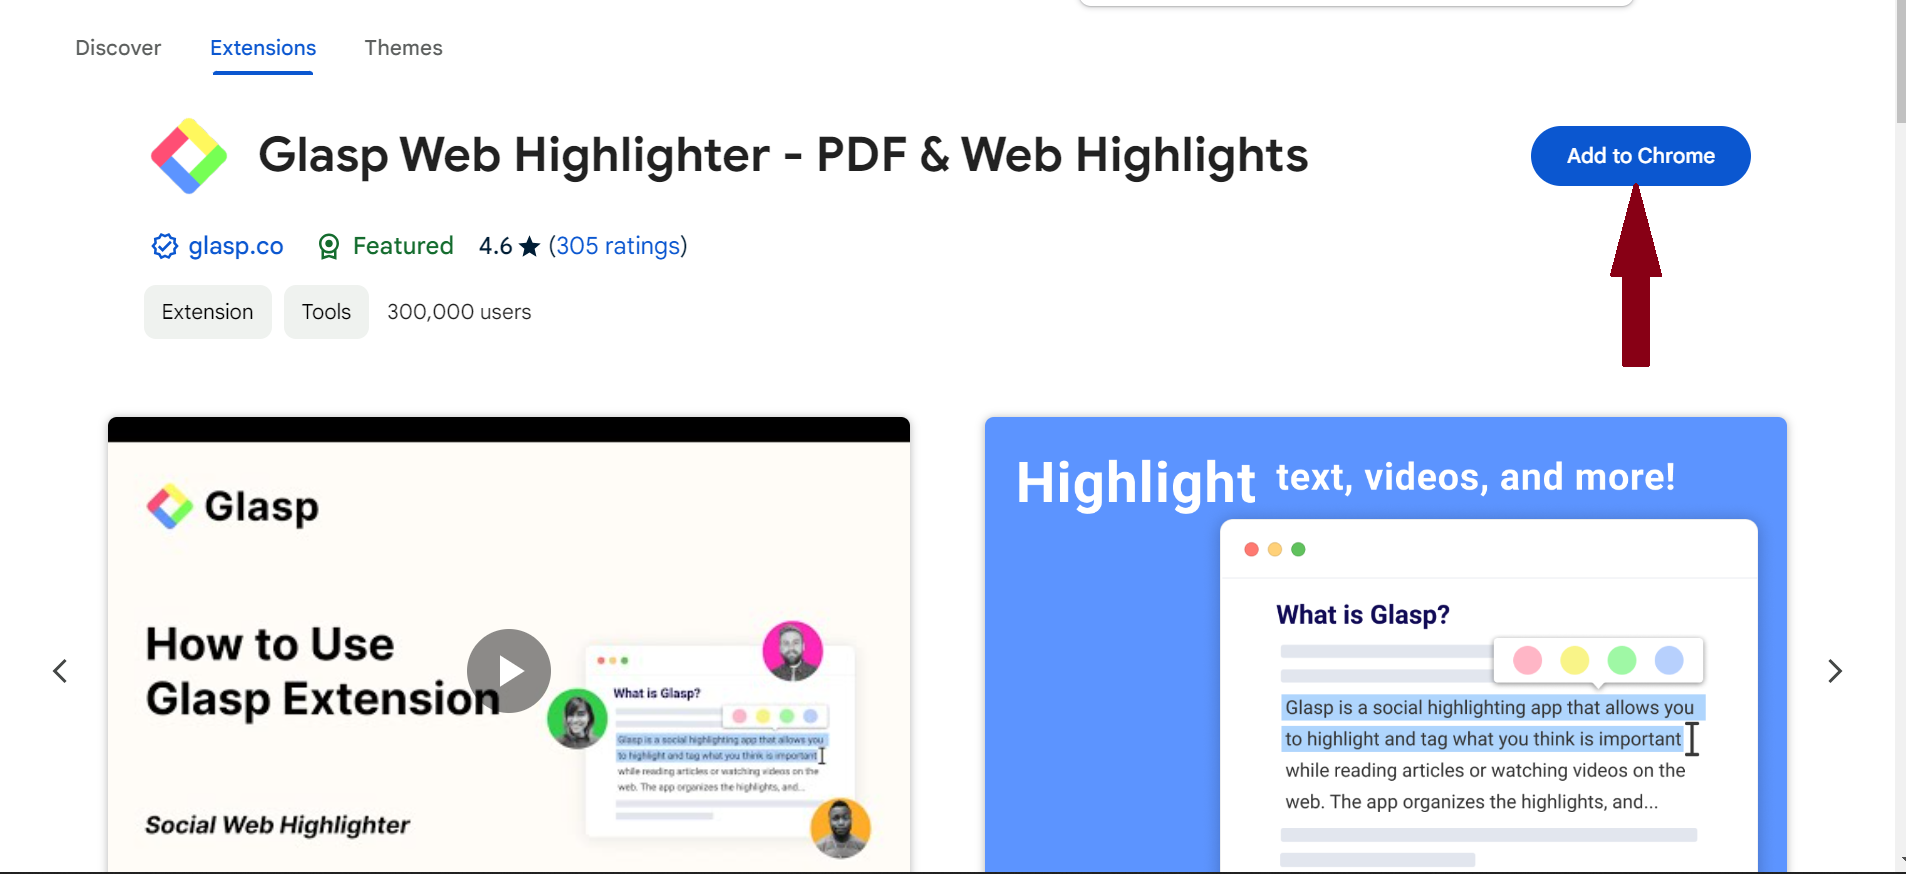 Discover Extensions Themes
Glasp Web Highlighter - PDF & Web Highlights
Add to Chrome
glasp.co Featured 4.6 ★ (305 ratings)
Extension Tools 300,000 users
Glasp
How to Use
Glasp Extension
What is Glasp?
Glasp is a social highlighting app that allows you
to highlight and tag what you think is important
while reading articles or watching videos on the
web. The app organizes the highlights, and...
Social Web Highlighter
Highlight text, videos, and more!
What is Glasp?
Glasp is a social highlighting app that allows you
to highlight and tag what you think is important
while reading articles or watching videos on the
web. The app organizes the highlights, and...